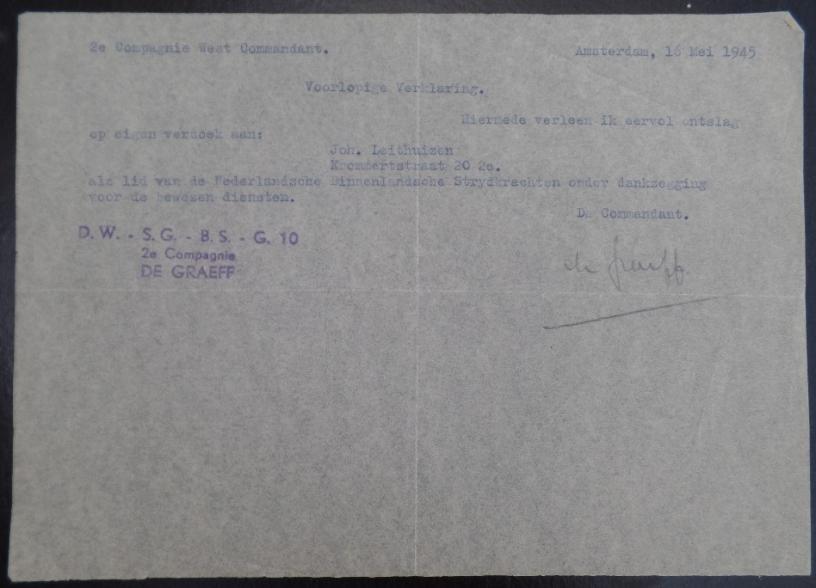 2e Compagnie West Commandant.
Amsterdam, 16 Mei 1945
Voorlopige Verklaring.
Hiermede verleen ik eervol ontslag
op eigen verzoek aan:
Joh. Leithuizen
Krommertstraat 20 2e.
als lid van de Nederlandsche Binnenlandsche Strydkrachten onder dankzegging
voor de bewezen diensten.
De Commandant.
D.W. - S.G. - B.S. - G. 10
2e Compagnie
DE GRAEFF
de Graeff